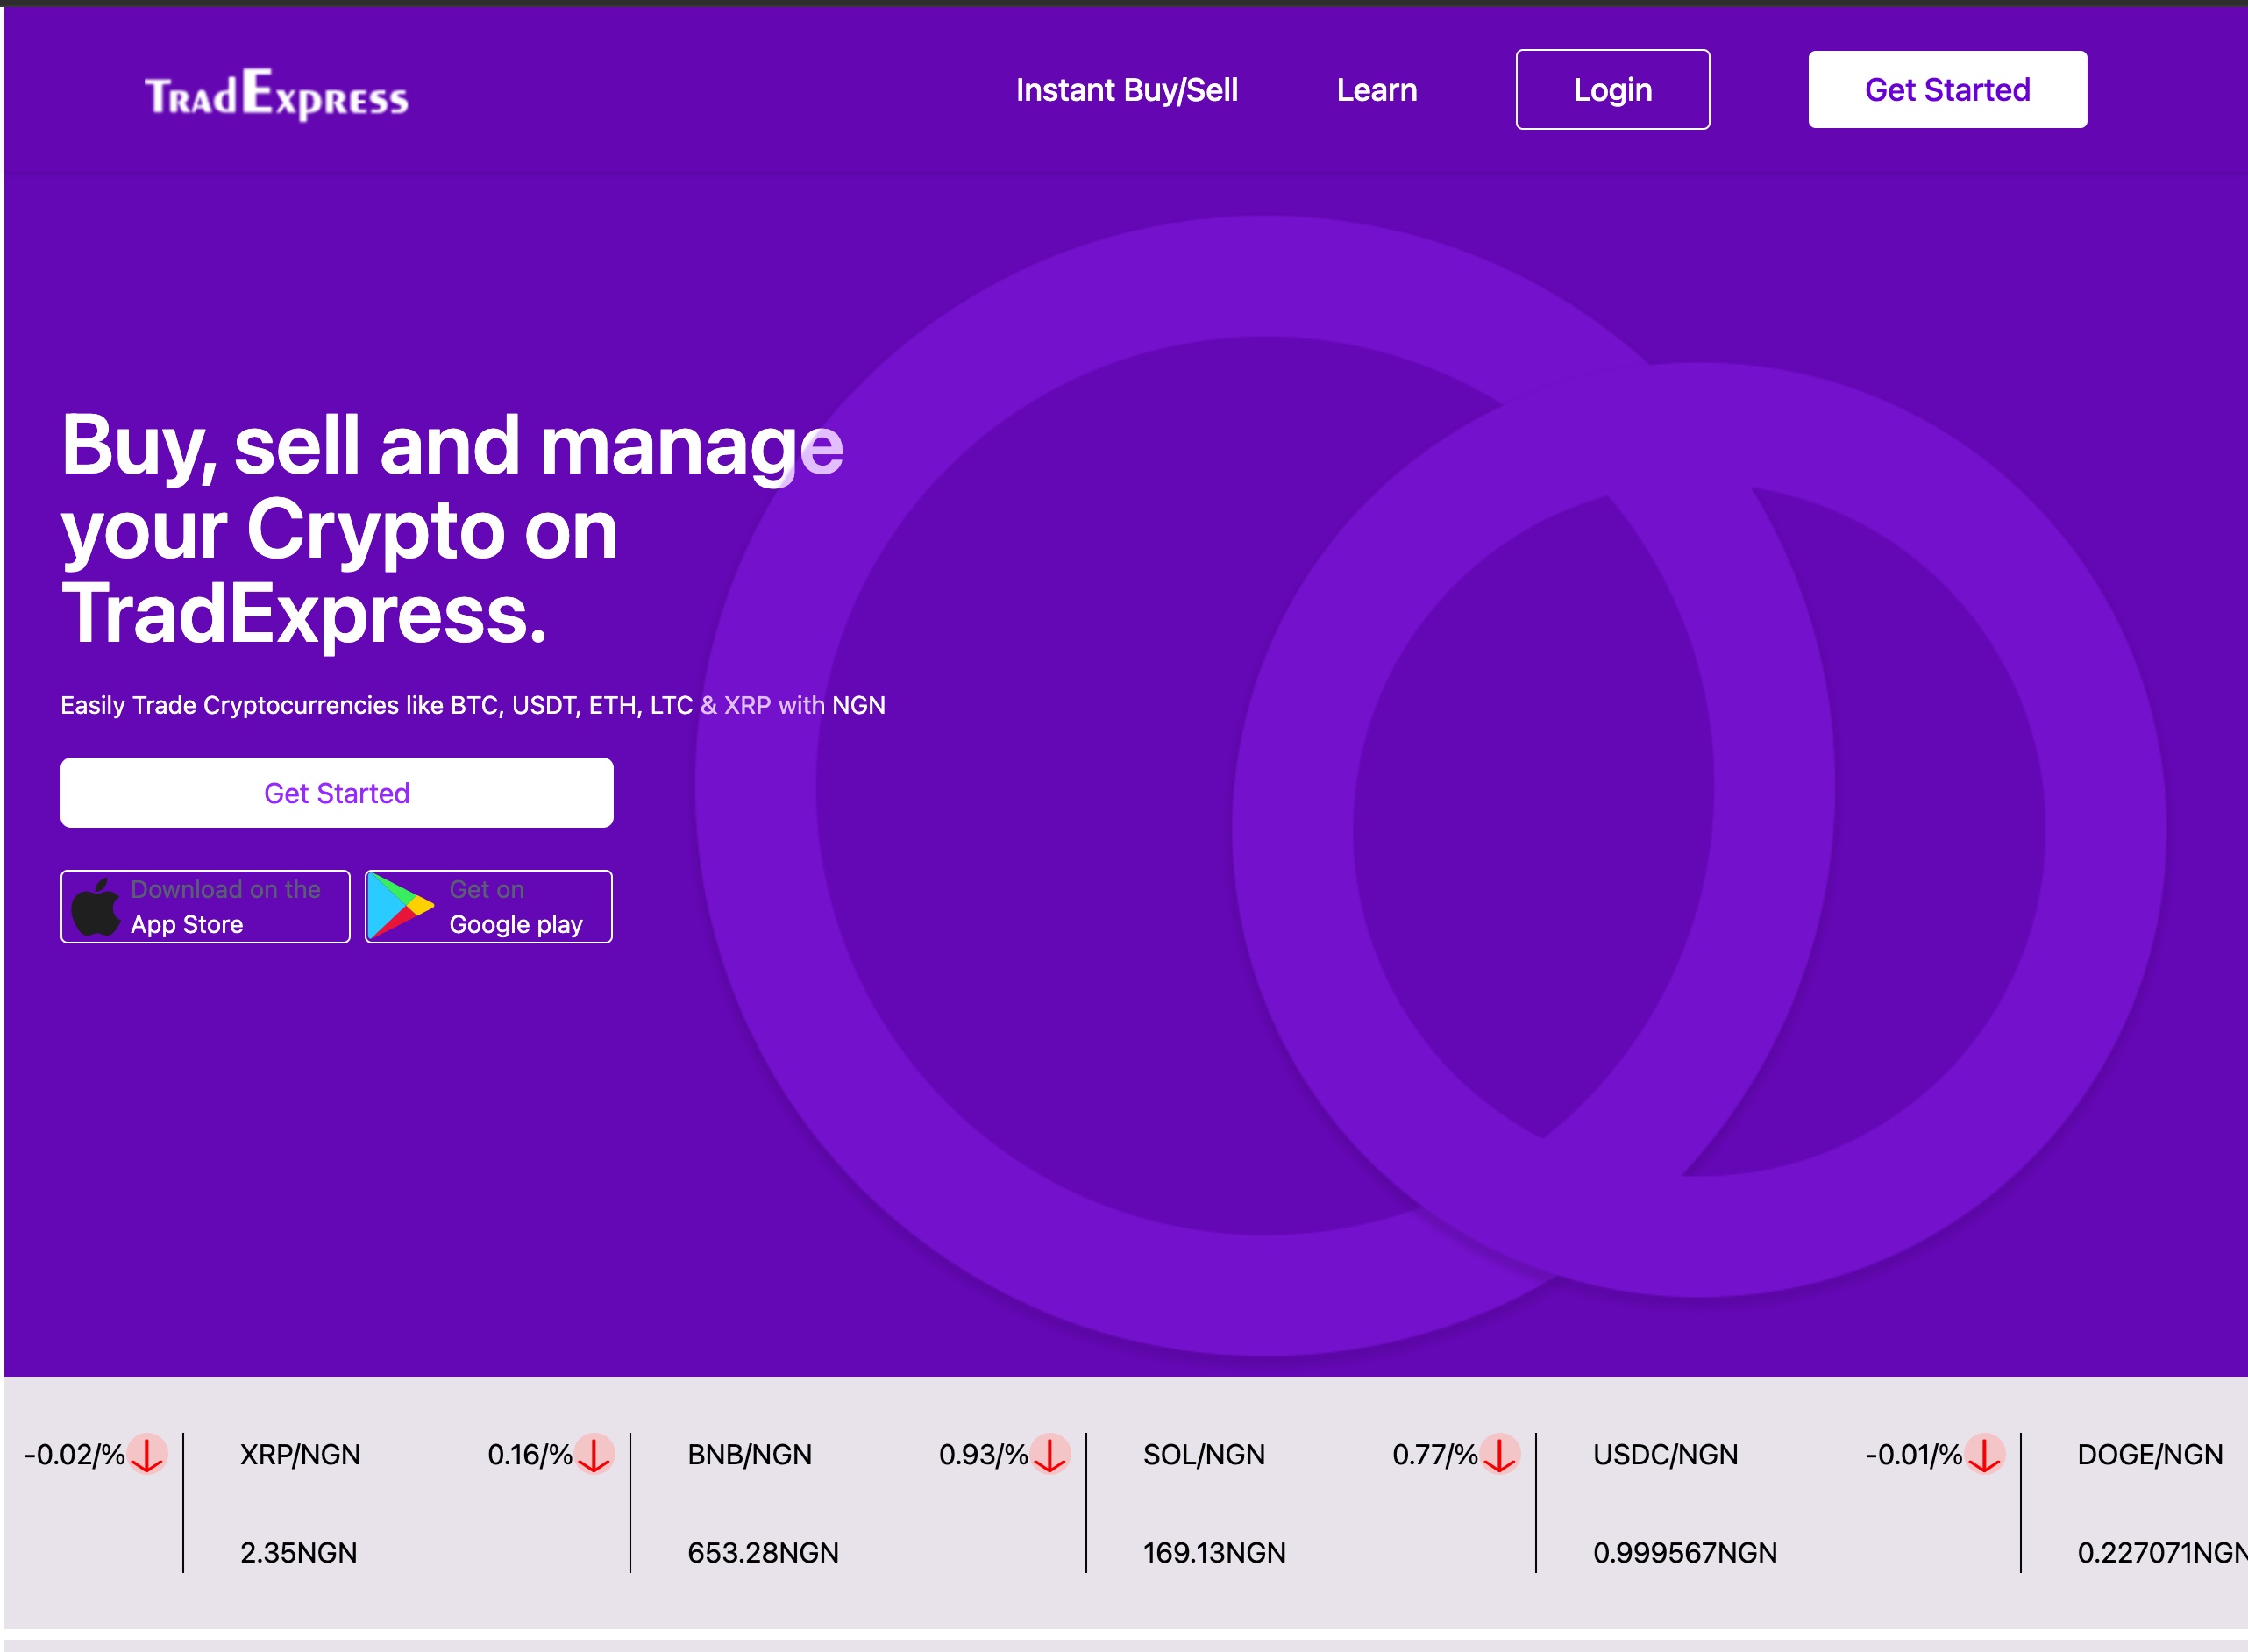 TradExpress
Instant Buy/Sell
Learn
Login
Get Started
Buy, sell and manage
your Crypto on
TradExpress.
Easily Trade Cryptocurrencies like BTC, USDT, ETH, LTC & XRP with NGN
Get Started
Download on the
App Store
Get on
Google play
-0.02/%
XRP/NGN
0.16/%
2.35NGN
BNB/NGN
0.93/%
653.28NGN
SOL/NGN
0.77/%
169.13NGN
USDC/NGN
-0.01/%
0.999567NGN
DOGE/NGN
0.227071NGN